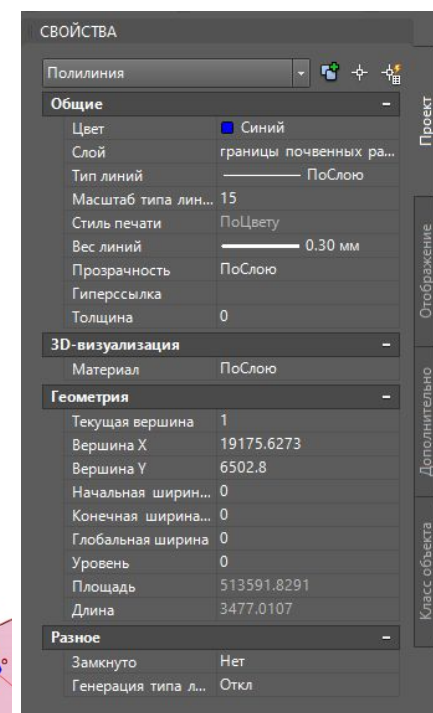 СВОЙСТВА
Полилиния
Общие
Цвет Синий
Слой границы почвенных ра...
Тип линий ПоСлою
Масштаб типа лин... 15
Стиль печати ПоЦвету
Вес линий 0.30 мм
Прозрачность ПоСлою
Гиперссылка
Толщина 0
3D-визуализация
Материал ПоСлою
Геометрия
Текущая вершина 1
Вершина X 19175.6273
Вершина Y 6502.8
Начальная ширин... 0
Конечная ширина... 0
Глобальная ширина 0
Уровень 0
Площадь 513591.8291
Длина 3477.0107
Разное
Замкнуто Нет
Генерация типа л... Откл
Проект
Отображение
Дополнительно
Класс объекта